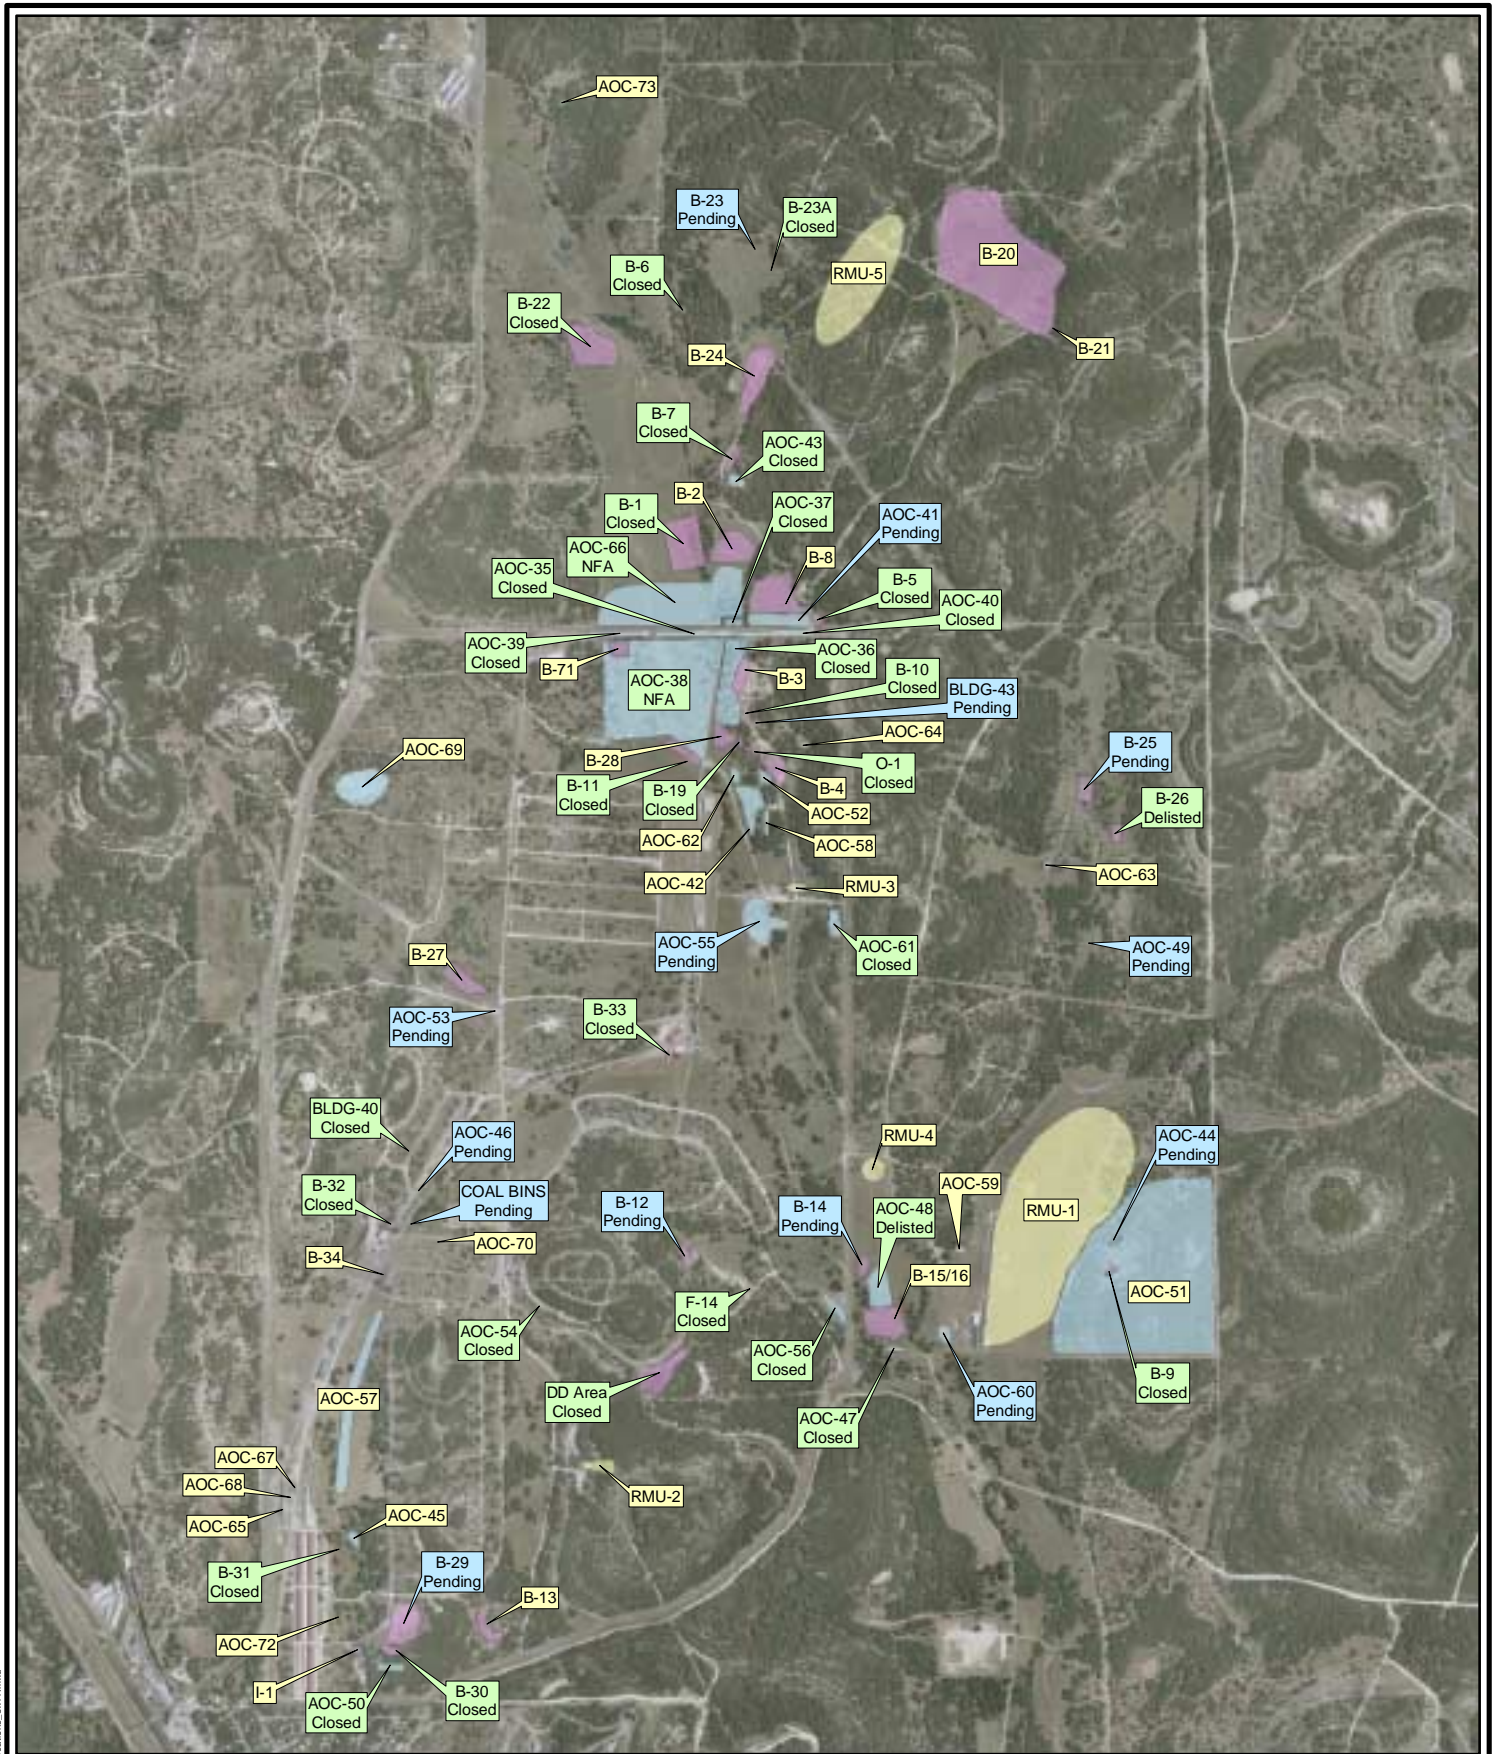 AOC-73
B-23
Pending
B-23A
Closed
B-20
B-6
Closed
RMU-5
B-22
Closed
B-21
B-24
B-7
Closed
AOC-43
Closed
B-2
B-1
Closed
AOC-37
Closed
AOC-41
Pending
AOC-66
NFA
B-8
AOC-35
Closed
B-5
Closed
AOC-40
Closed
AOC-39
Closed
AOC-36
Closed
B-71
B-3
B-10
Closed
AOC-38
NFA
BLDG-43
Pending
AOC-64
AOC-69
B-28
B-25
Pending
O-1
Closed
B-11
Closed
B-19
Closed
B-4
B-26
Delisted
AOC-52
AOC-62
AOC-58
AOC-63
AOC-42
RMU-3
AOC-55
Pending
AOC-61
Closed
AOC-49
Pending
B-27
AOC-53
Pending
B-33
Closed
BLDG-40
Closed
AOC-46
Pending
RMU-4
AOC-44
Pending
B-32
Closed
COAL BINS
Pending
B-12
Pending
B-14
Pending
AOC-59
AOC-48
Delisted
RMU-1
AOC-70
B-34
B-15/16
AOC-51
F-14
Closed
AOC-54
Closed
AOC-56
Closed
B-9
Closed
AOC-57
DD Area
Closed
AOC-60
Pending
AOC-47
Closed
AOC-67
AOC-68
RMU-2
AOC-65
AOC-45
B-31
Closed
B-29
Pending
B-13
AOC-72
I-1
AOC-50
Closed
B-30
Closed